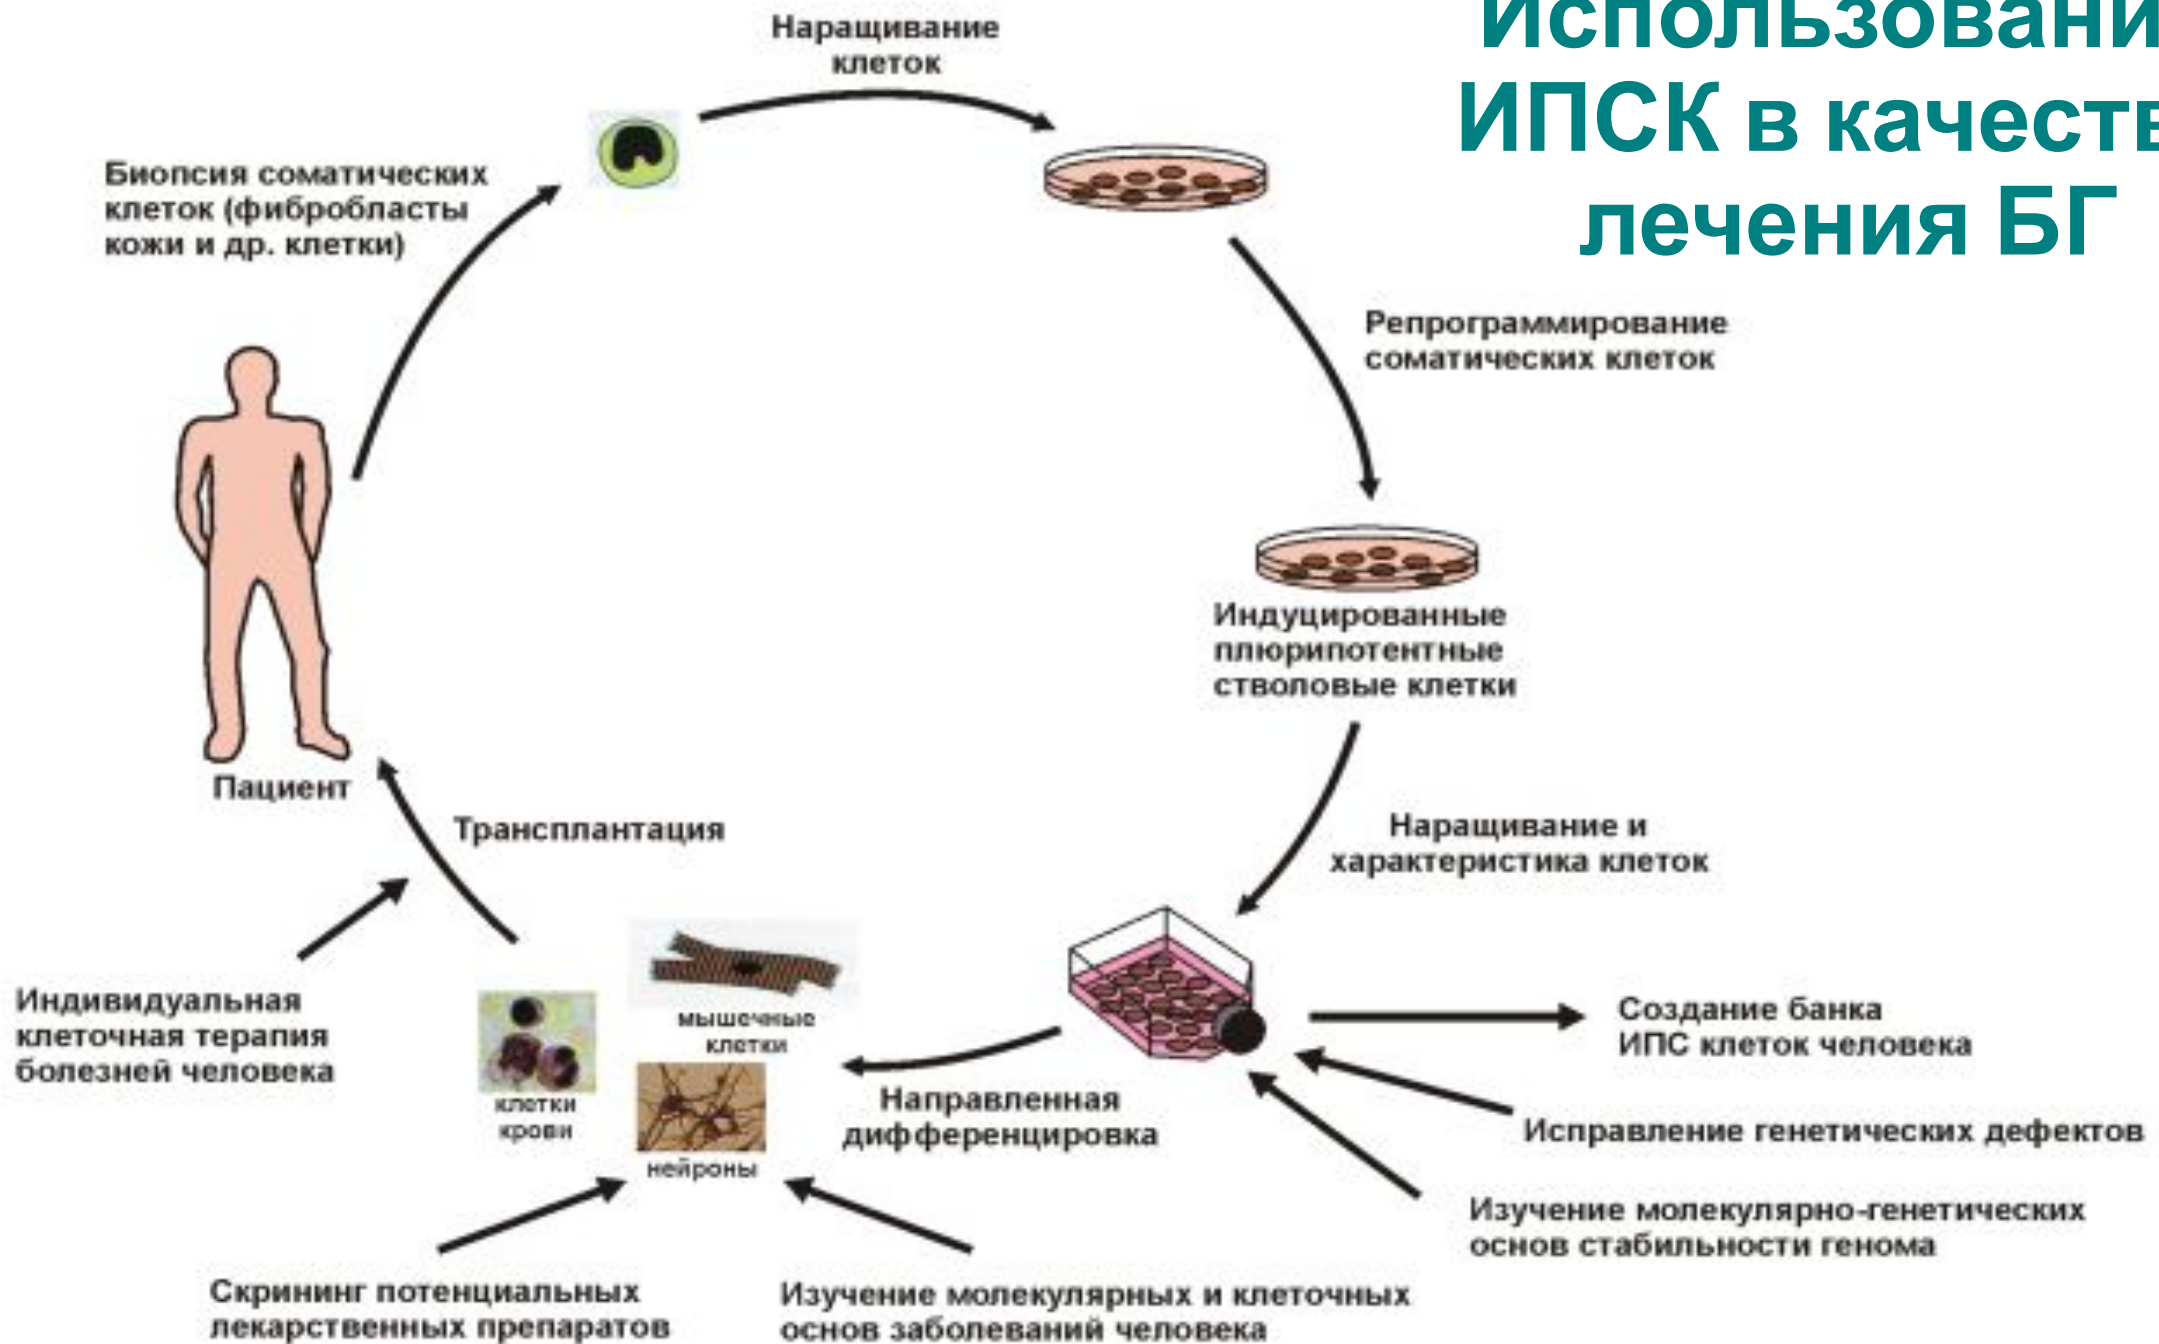 Использовани
ИПСК в качеств
лечения БГ
Наращивание
клеток
Биопсия соматических
клеток (фибробласты
кожи и др. клетки)
Репрограммирование
соматических клеток
Индуцированные
плюрипотентные
стволовые клетки
Пациент
Трансплантация
Наращивание и
характеристика клеток
Индивидуальная
клеточная терапия
болезней человека
мышечные
клетки
клетки
крови
нейроны
Направленная
дифференцировка
Создание банка
ИПС клеток человека
Исправление генетических дефектов
Изучение молекулярно-генетических
основ стабильности генома
Скрининг потенциальных
лекарственных препаратов
Изучение молекулярных и клеточных
основ заболеваний человека